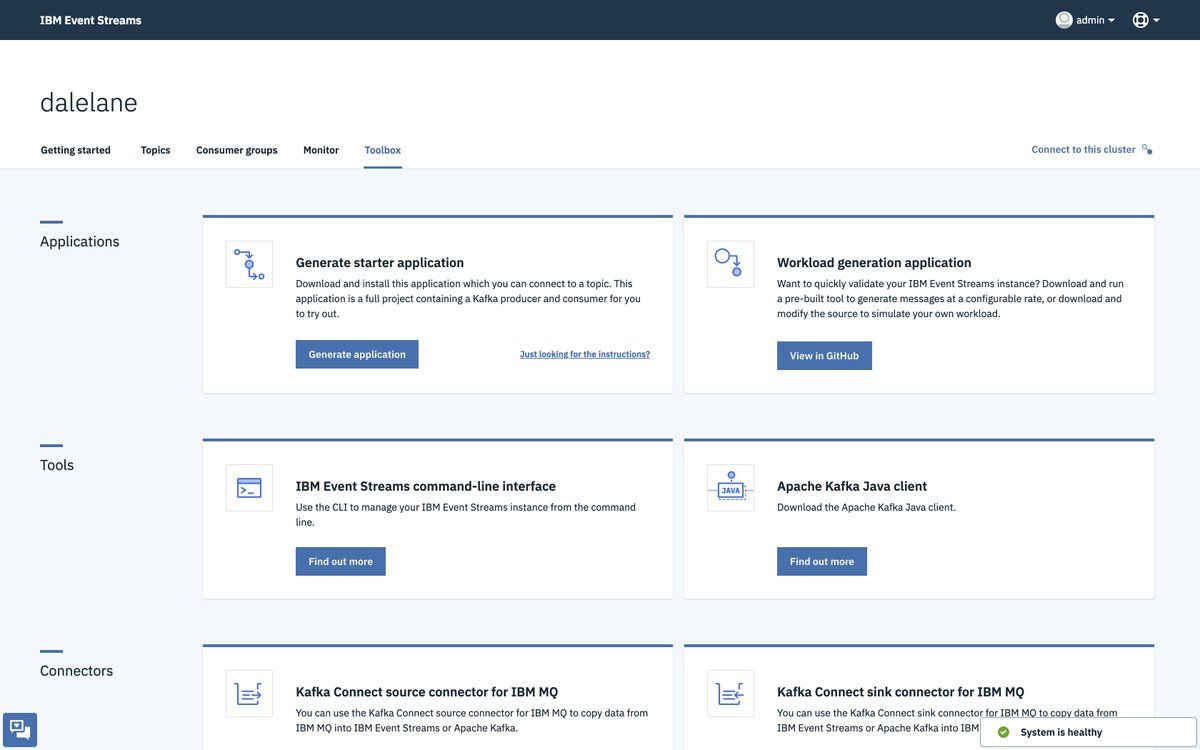 IBM Event Streams
admin
dalelane
Getting started
Topics
Consumer groups
Monitor
Toolbox
Connect to this cluster
Applications
Generate starter application
Download and install this application which you can connect to a topic. This
application is a full project containing a Kafka producer and consumer for you
to try out.
Generate application
Just looking for the instructions?
Workload generation application
Want to quickly validate your IBM Event Streams instance? Download and run
a pre-built tool to generate messages at a configurable rate, or download and
modify the source to simulate your own workload.
View in GitHub
Tools
IBM Event Streams command-line interface
Use the CLI to manage your IBM Event Streams instance from the command
line.
Find out more
JAVA
Apache Kafka Java client
Download the Apache Kafka Java client.
Find out more
Connectors
Kafka Connect source connector for IBM MQ
You can use the Kafka Connect source connector for IBM MQ to copy data from
IBM MQ into IBM Event Streams or Apache Kafka.
Kafka Connect sink connector for IBM MQ
You can use the Kafka Connect sink connector for IBM MQ to copy data from
IBM Event Streams or Apache Kafka into IBM
System is healthy